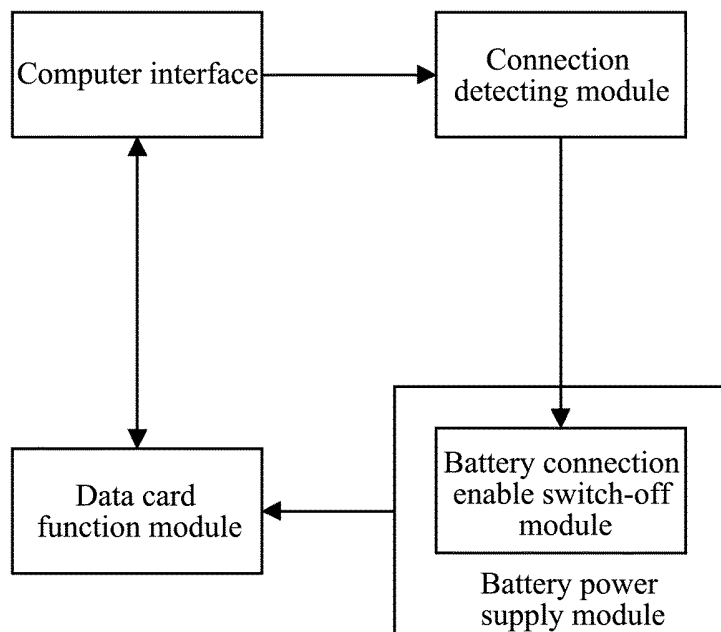 Computer interface
Connection
detecting module
Data card
function module
Battery connection
enable switch-off
module
Battery power
supply module